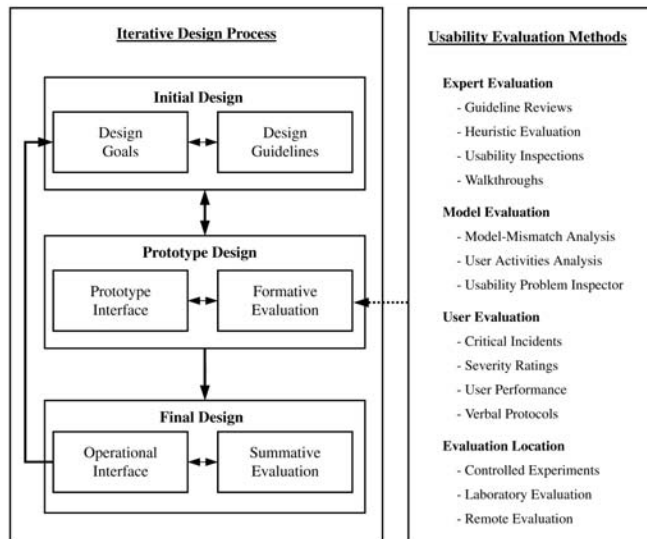 Iterative Design Process
Initial Design
Design
Goals
Design
Guidelines
Prototype Design
Prototype
Interface
Formative
Evaluation
Final Design
Operational
Interface
Summative
Evaluation
Usability Evaluation Methods
Expert Evaluation
- Guideline Reviews
- Heuristic Evaluation
- Usability Inspections
- Walkthroughs
Model Evaluation
- Model-Mismatch Analysis
- User Activities Analysis
- Usability Problem Inspector
User Evaluation
- Critical Incidents
- Severity Ratings
- User Performance
- Verbal Protocols
Evaluation Location
- Controlled Experiments
- Laboratory Evaluation
- Remote Evaluation